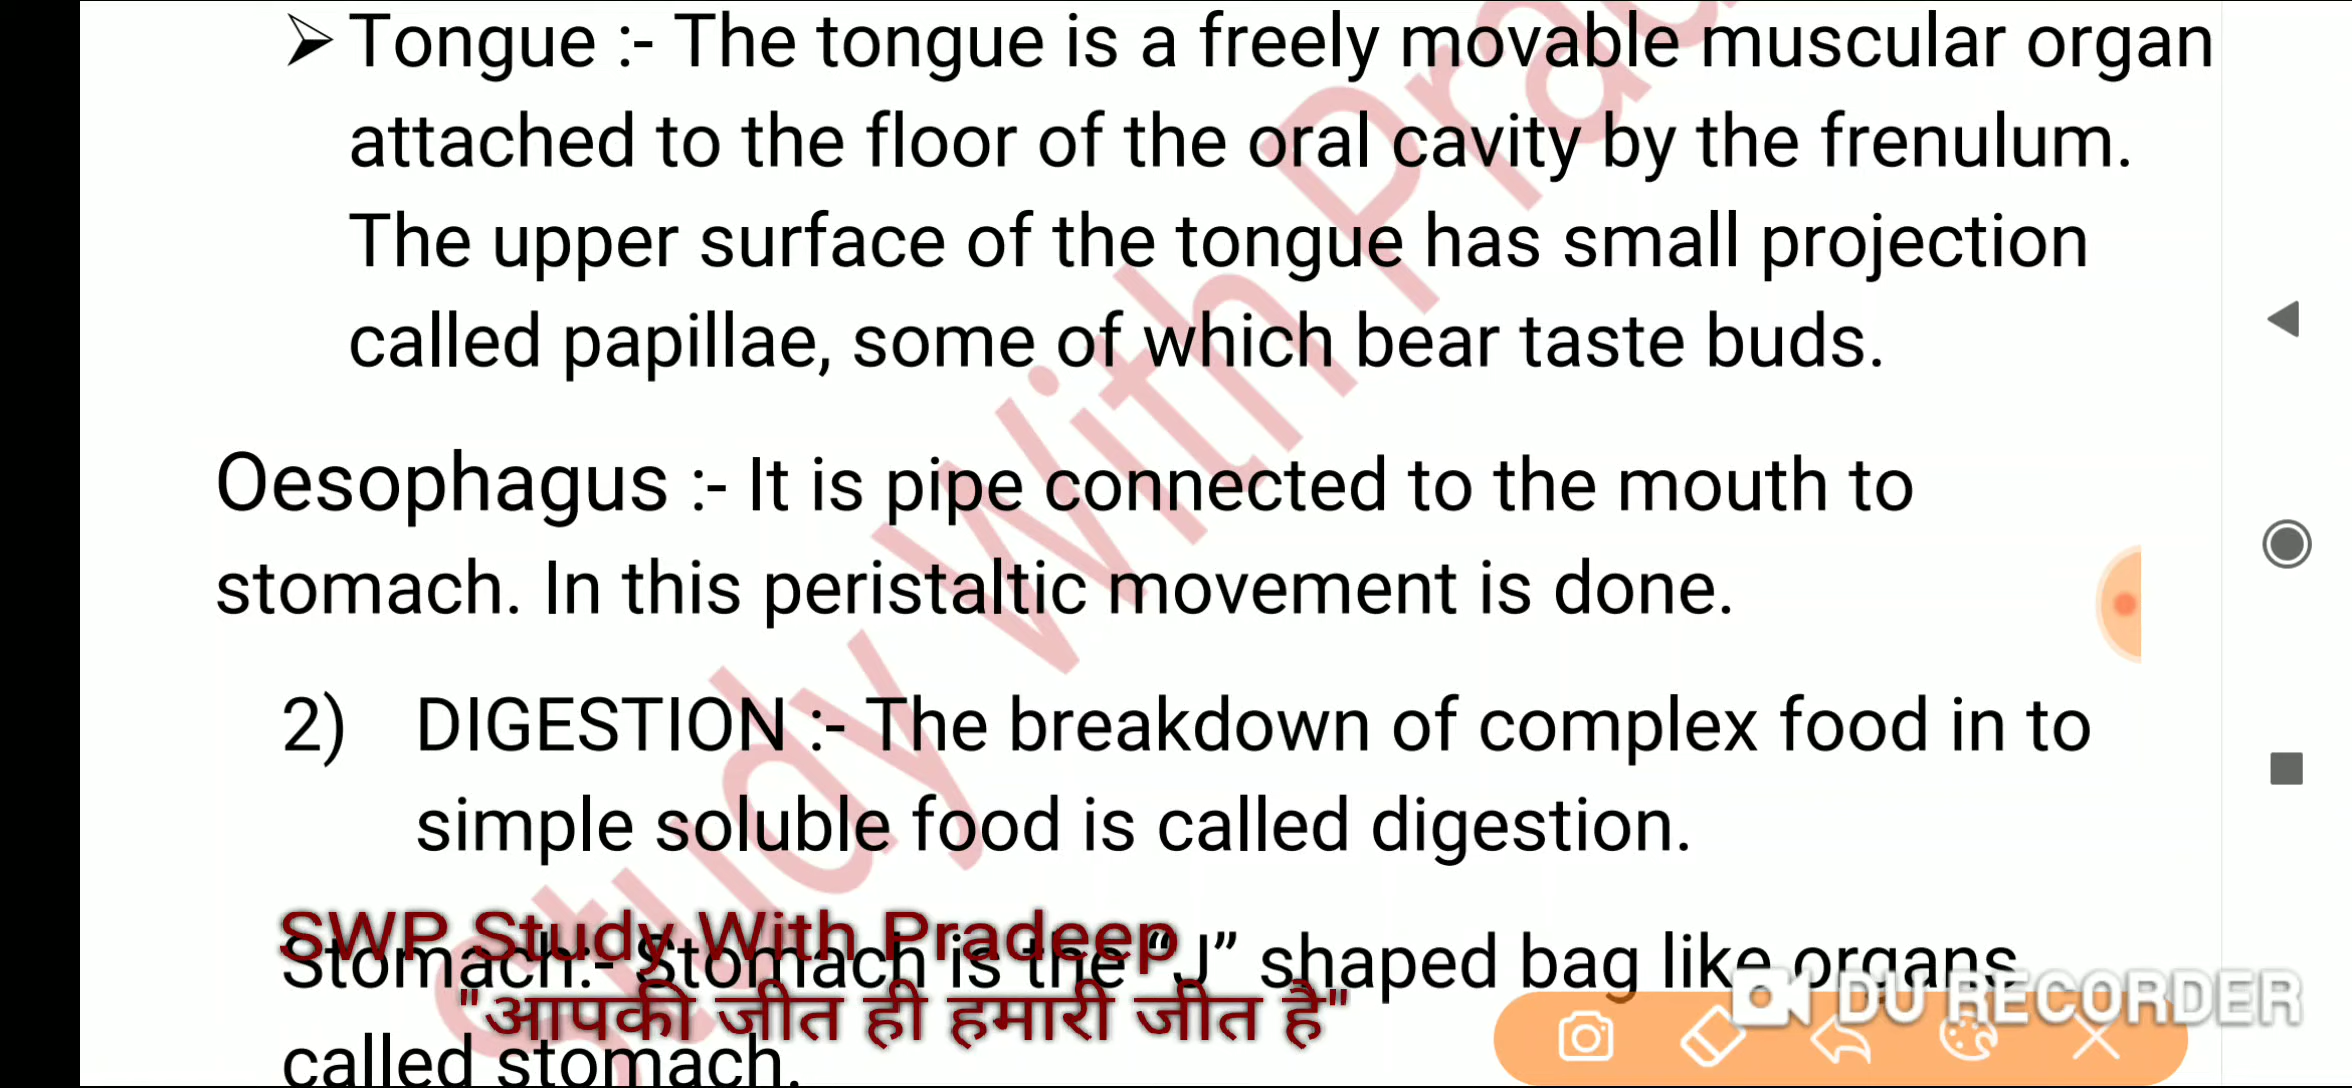 ➢ Tongue :- The tongue is a freely movable muscular organ
attached to the floor of the oral cavity by the frenulum.
The upper surface of the tongue has small projection
called papillae, some of which bear taste buds.
Oesophagus :- It is pipe connected to the mouth to
stomach. In this peristaltic movement is done.
2) DIGESTION :- The breakdown of complex food in to
simple soluble food is called digestion.
SWP Study With Pradeep
Stomach:- Stomach is the “J” shaped bag like organs
DU RECORDER
"आपकी जीत ही हमारी जीत है"
called stomach.
Study With Prad